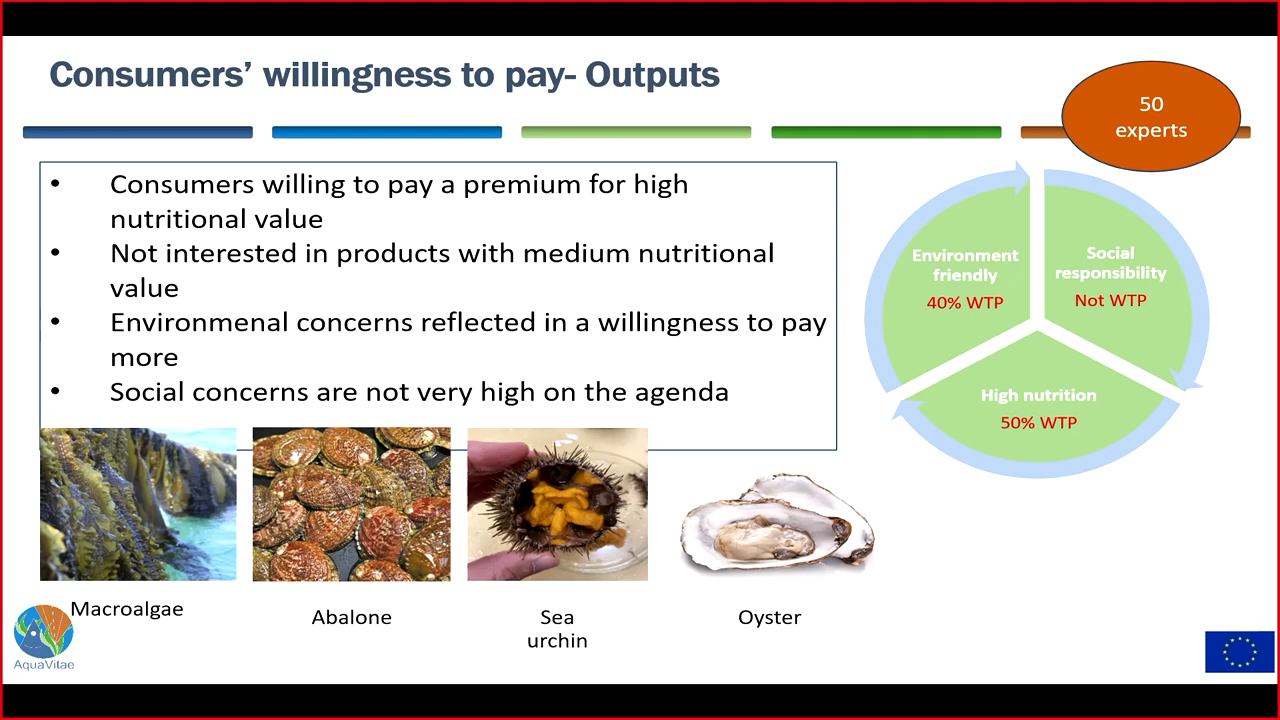 Consumers’ willingness to pay- Outputs
50
experts
• Consumers willing to pay a premium for high
nutritional value
• Not interested in products with medium nutritional
value
• Environmenal concerns reflected in a willingness to pay
more
• Social concerns are not very high on the agenda
Environment
friendly
40% WTP
Social
responsibility
Not WTP
High nutrition
50% WTP
Macroalgae
Abalone
Sea
urchin
Oyster
AquaVitae